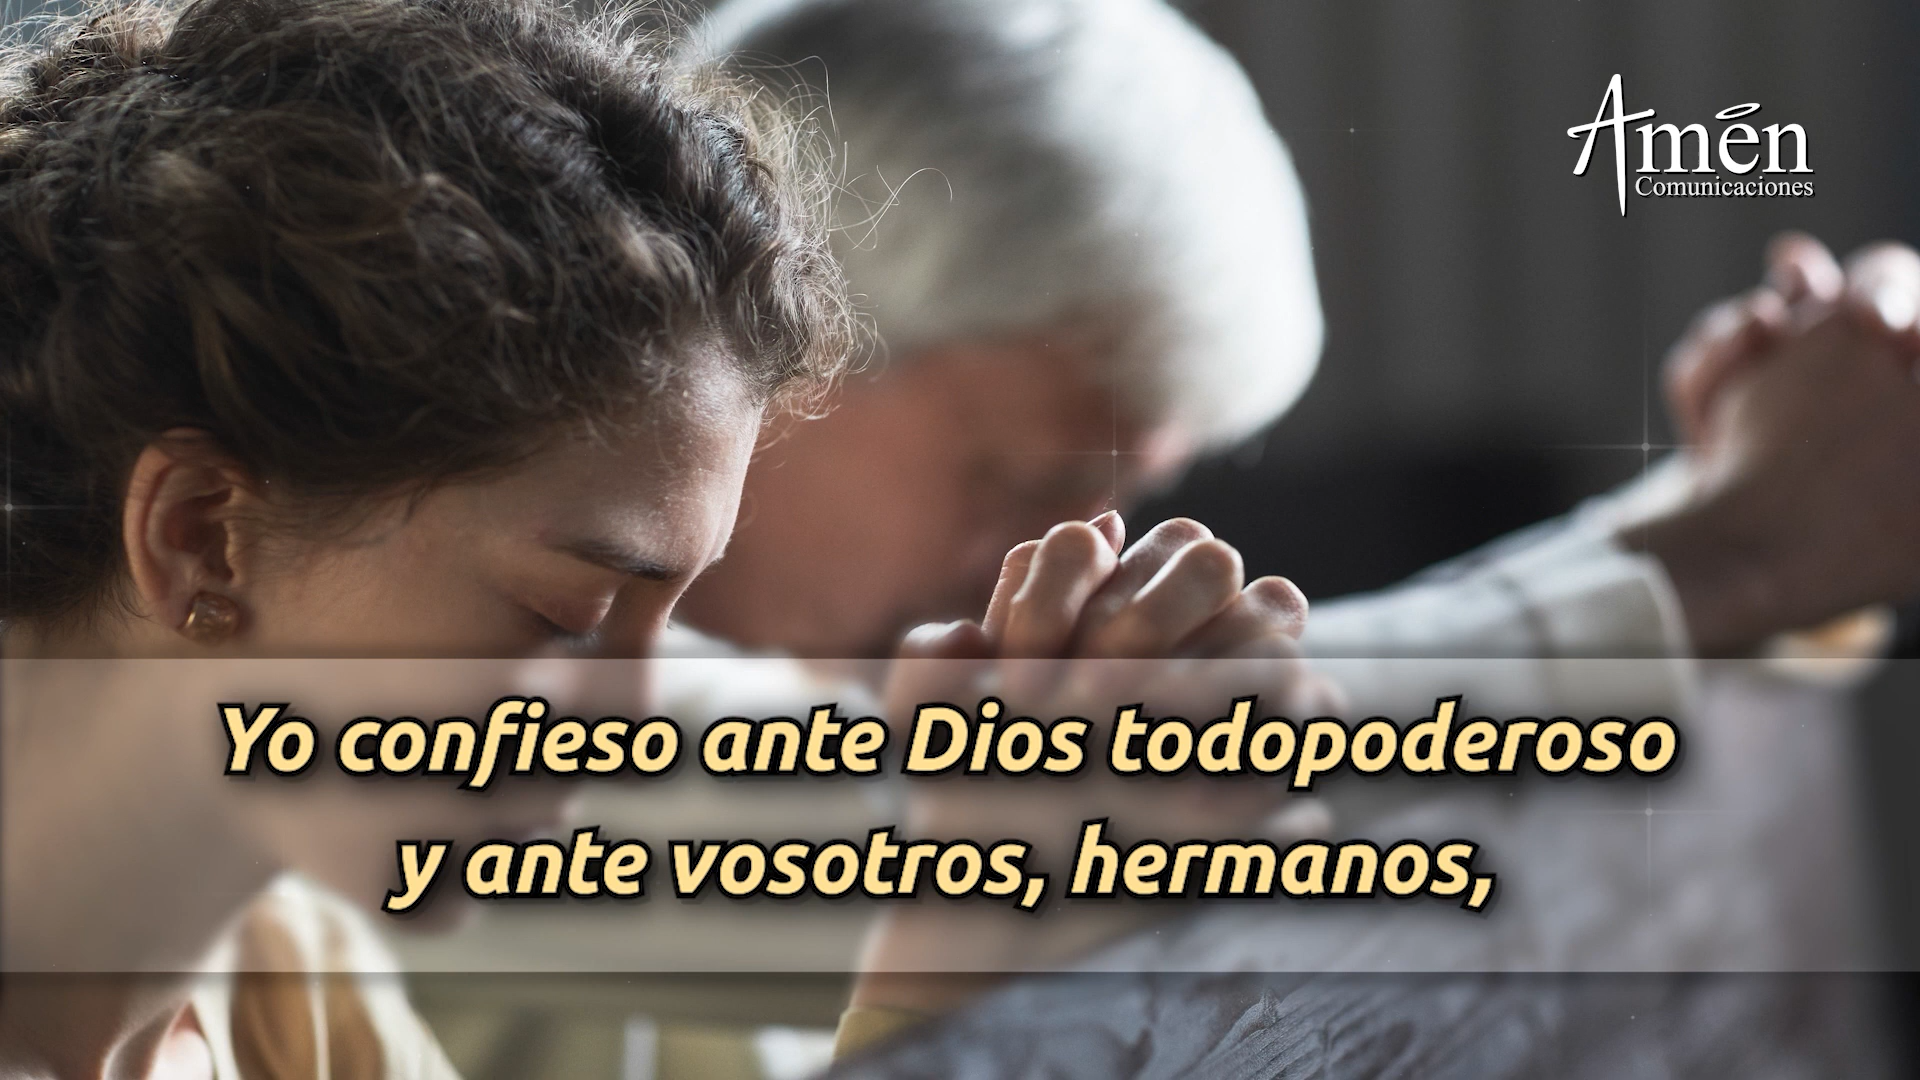 Amén
Comunicaciones
Yo confieso ante Dios todopoderoso
y ante vosotros, hermanos,